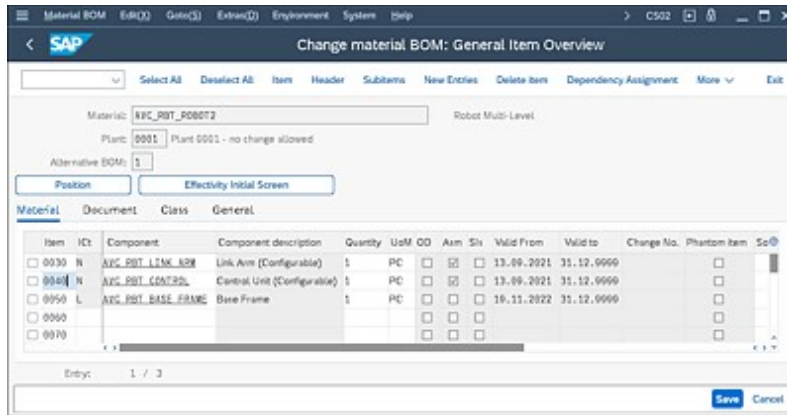 Material BOM Edit(X) Goto(S) Extras(D) Environment System Help CS02
SAP Change material BOM: General Item Overview
Select All Deselect All Item Header Subitems New Entries Delete Item Dependency Assignment More Exit
Material: AVC_RBT_ROBOT2 Robot Multi-Level
Plant: 0001 Plant 0001 - no change allowed
Alternative BOM: 1
Position Effectivity Initial Screen
Material Document Class General
Item ICt Component Component description Quantity UoM OD Asm SIs Valid From Valid to Change No. Phantom item So
0030 N AVC_RBT_LINK_ARM Link Arm (Configurable) 1 PC 13.09.2021 31.12.9999
0040 N AVC_RBT_CONTROL Control Unit (Configurable) 1 PC 13.09.2021 31.12.9999
0050 L AVC_RBT_BASE_FRAME Base Frame 1 PC 19.11.2022 31.12.9999
0060
0070
Entry: 1 / 3
Save Cancel